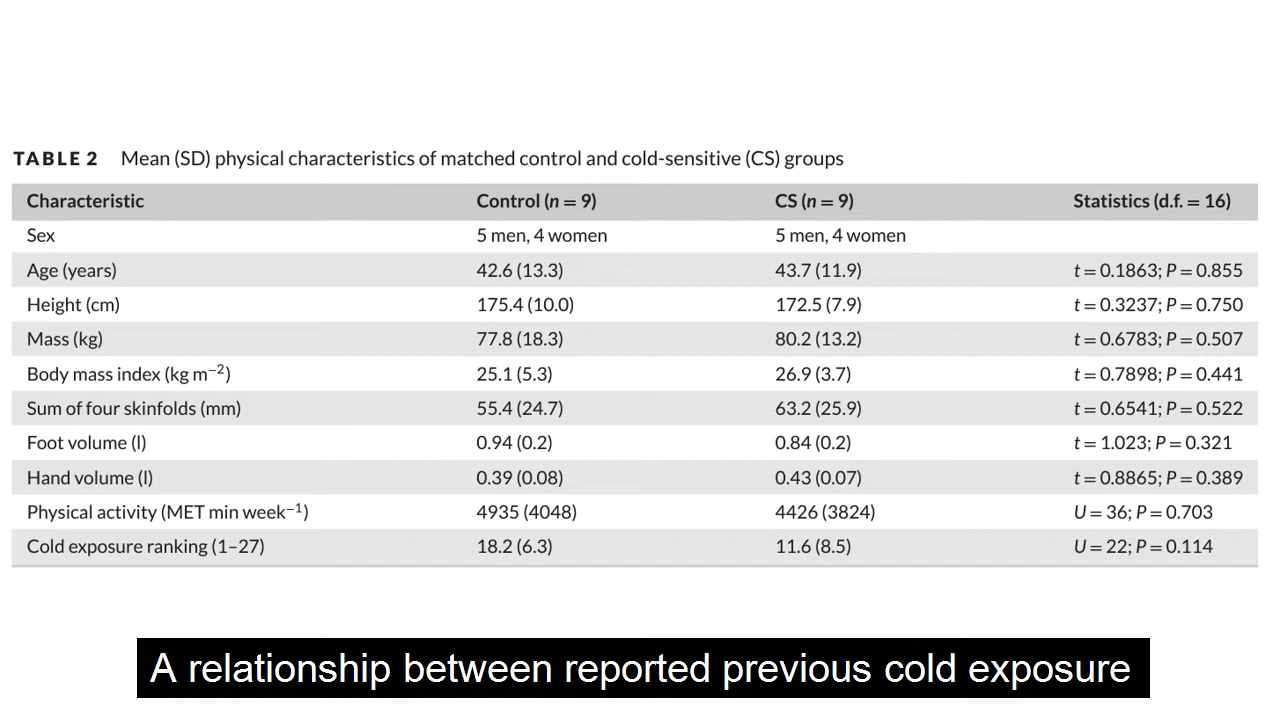 TABLE 2 Mean (SD) physical characteristics of matched control and cold-sensitive (CS) groups
Characteristic Control (n = 9) CS (n = 9) Statistics (d.f. = 16)
Sex 5 men, 4 women 5 men, 4 women
Age (years) 42.6 (13.3) 43.7 (11.9) t = 0.1863; P = 0.855
Height (cm) 175.4 (10.0) 172.5 (7.9) t = 0.3237; P = 0.750
Mass (kg) 77.8 (18.3) 80.2 (13.2) t = 0.6783; P = 0.507
Body mass index (kg m⁻²) 25.1 (5.3) 26.9 (3.7) t = 0.7898; P = 0.441
Sum of four skinfolds (mm) 55.4 (24.7) 63.2 (25.9) t = 0.6541; P = 0.522
Foot volume (l) 0.94 (0.2) 0.84 (0.2) t = 1.023; P = 0.321
Hand volume (l) 0.39 (0.08) 0.43 (0.07) t = 0.8865; P = 0.389
Physical activity (MET min week⁻¹) 4935 (4048) 4426 (3824) U = 36; P = 0.703
Cold exposure ranking (1–27) 18.2 (6.3) 11.6 (8.5) U = 22; P = 0.114
A relationship between reported previous cold exposure